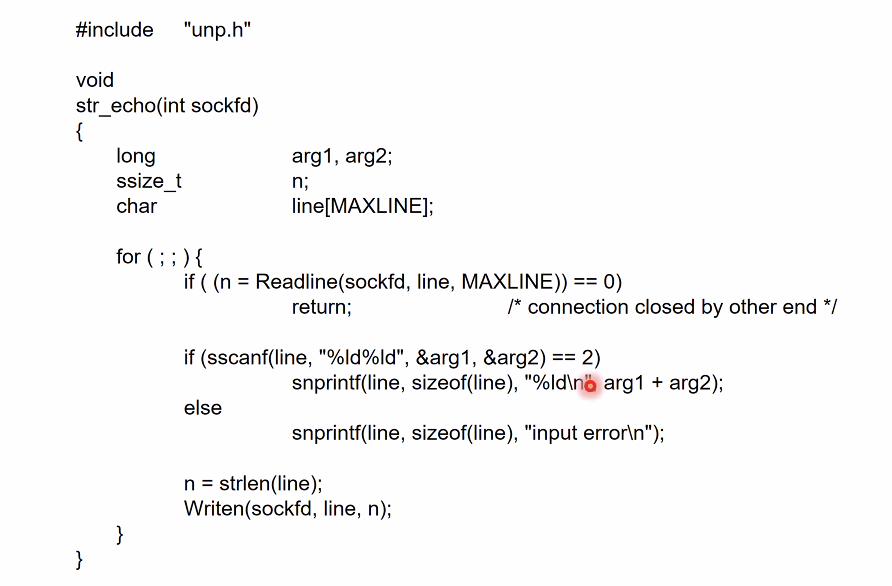 #include "unp.h"
void
str_echo(int sockfd)
{
long arg1, arg2;
ssize_t n;
char line[MAXLINE];
for ( ; ; ) {
if ( (n = Readline(sockfd, line, MAXLINE)) == 0)
return; /* connection closed by other end */
if (sscanf(line, "%ld%ld", &arg1, &arg2) == 2)
snprintf(line, sizeof(line), "%ld\n" arg1 + arg2);
else
snprintf(line, sizeof(line), "input error\n");
n = strlen(line);
Writen(sockfd, line, n);
}
}